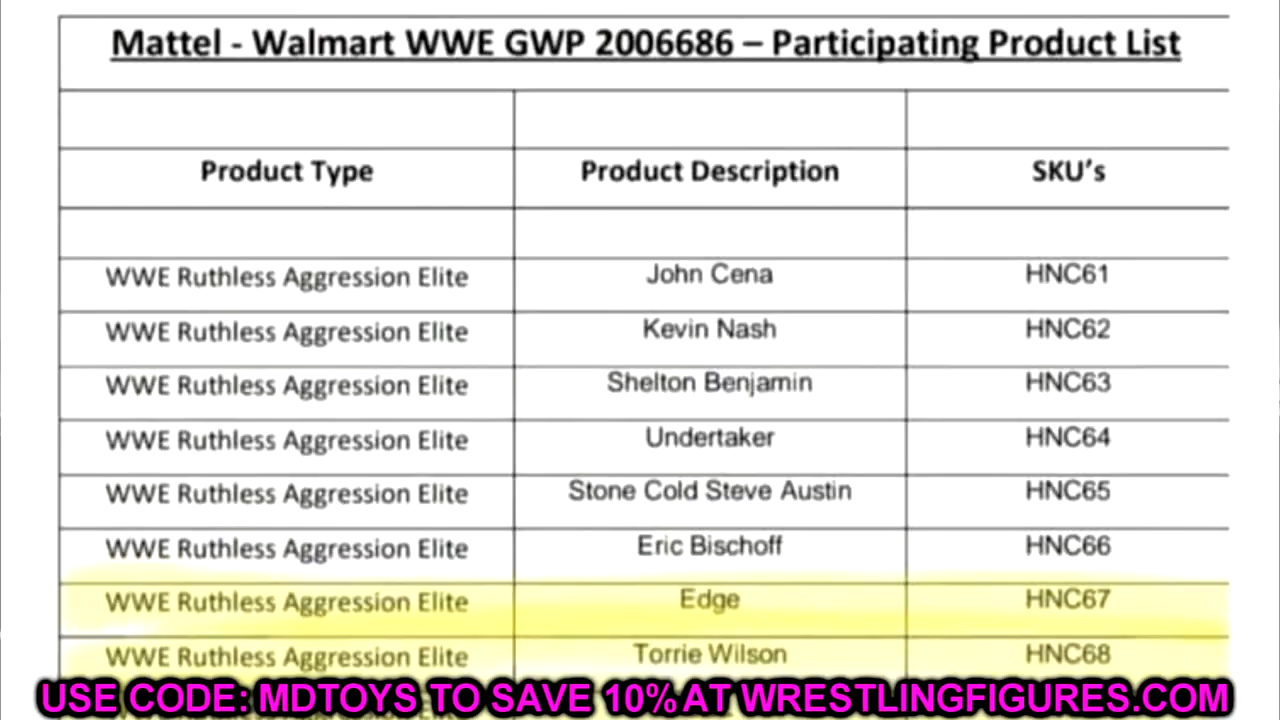 Mattel - Walmart WWE GWP 2006686 – Participating Product List
Product Type Product Description SKU's
WWE Ruthless Aggression Elite John Cena HNC61
WWE Ruthless Aggression Elite Kevin Nash HNC62
WWE Ruthless Aggression Elite Shelton Benjamin HNC63
WWE Ruthless Aggression Elite Undertaker HNC64
WWE Ruthless Aggression Elite Stone Cold Steve Austin HNC65
WWE Ruthless Aggression Elite Eric Bischoff HNC66
WWE Ruthless Aggression Elite Edge HNC67
WWE Ruthless Aggression Elite Torrie Wilson HNC68
USE CODE: MDTOYS TO SAVE 10% AT WRESTLINGFIGURES.COM